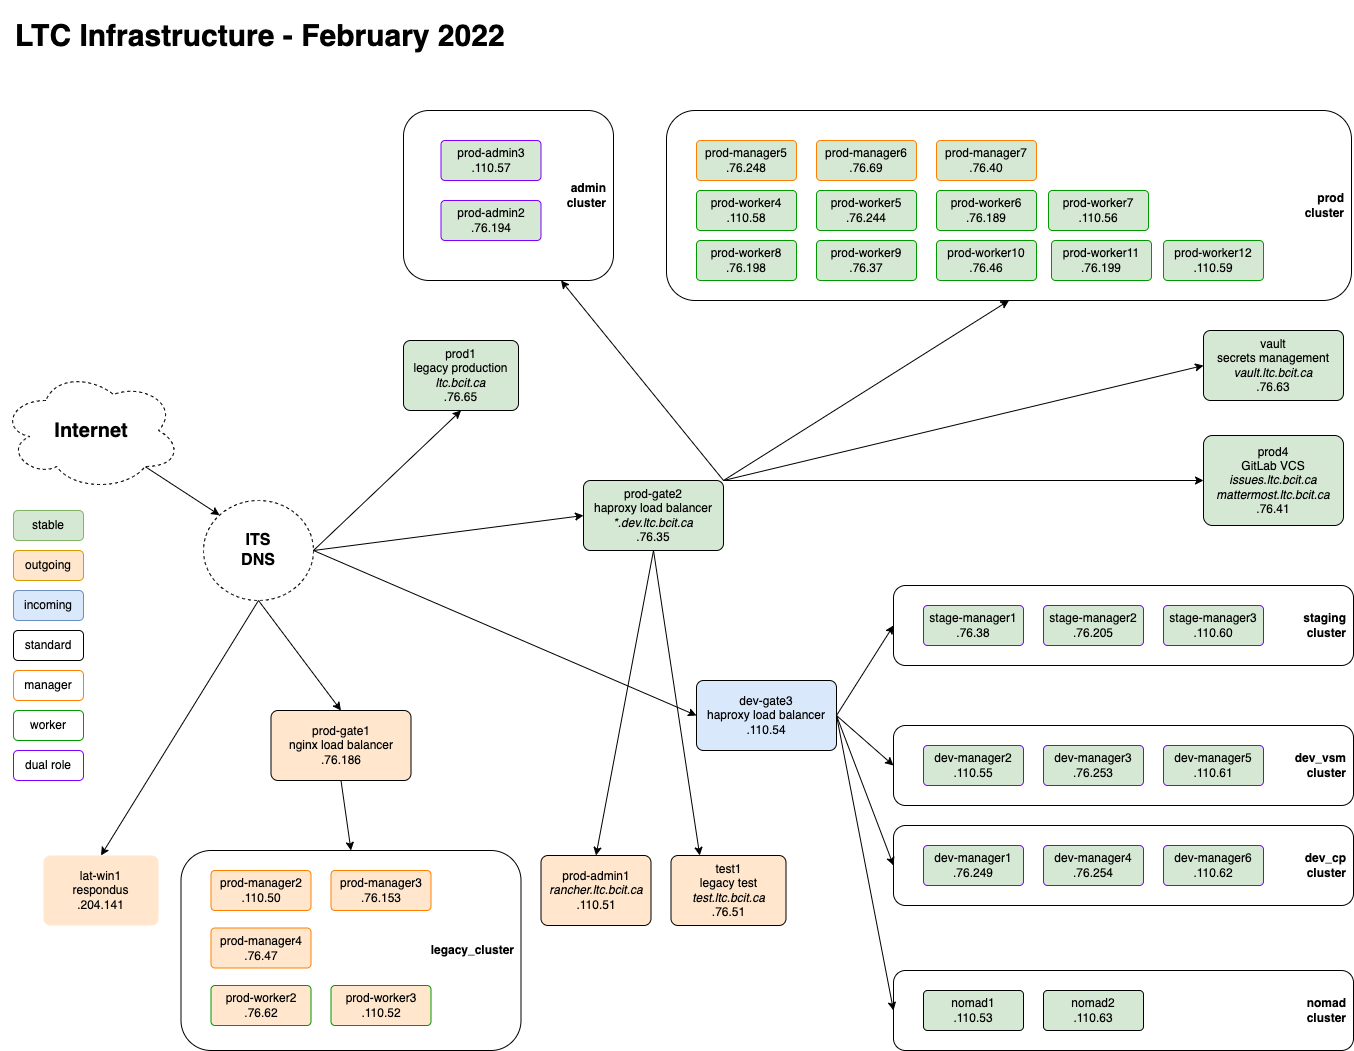 LTC Infrastructure - February 2022
prod-admin3
.110.57
prod-admin2
.76.194
admin
cluster
prod-manager5
.76.248
prod-manager6
.76.69
prod-manager7
.76.40
prod-worker4
.110.58
prod-worker5
.76.244
prod-worker6
.76.189
prod-worker7
.110.56
prod-worker8
.76.198
prod-worker9
.76.37
prod-worker10
.76.46
prod-worker11
.76.199
prod-worker12
.110.59
prod
cluster
prod1
legacy production
ltc.bcit.ca
.76.65
vault
secrets management
vault.ltc.bcit.ca
.76.63
Internet
prod4
GitLab VCS
issues.ltc.bcit.ca
mattermost.ltc.bcit.ca
.76.41
prod-gate2
haproxy load balancer
*.dev.ltc.bcit.ca
.76.35
ITS
DNS
stable
outgoing
incoming
standard
manager
worker
dual role
stage-manager1
.76.38
stage-manager2
.76.205
stage-manager3
.110.60
staging
cluster
dev-gate3
haproxy load balancer
.110.54
prod-gate1
nginx load balancer
.76.186
dev-manager2
.110.55
dev-manager3
.76.253
dev-manager5
.110.61
dev_vsm
cluster
dev-manager1
.76.249
dev-manager4
.76.254
dev-manager6
.110.62
dev_cp
cluster
lat-win1
respondus
.204.141
prod-manager2
.110.50
prod-manager3
.76.153
prod-manager4
.76.47
legacy_cluster
prod-worker2
.76.62
prod-worker3
.110.52
prod-admin1
rancher.ltc.bcit.ca
.110.51
test1
legacy test
test.ltc.bcit.ca
.76.51
nomad1
.110.53
nomad2
.110.63
nomad
cluster